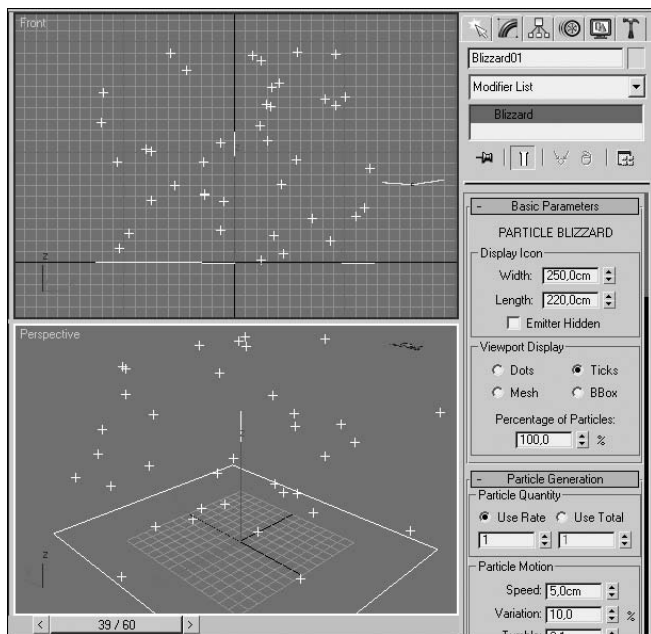 Front
z
Perspective
z
< 39 / 60 >
Blizzard01
Modifier List
Blizzard
- Basic Parameters
PARTICLE BLIZZARD
Display Icon
Width: 250,0cm
Length: 220,0cm
Emitter Hidden
Viewport Display
Dots Ticks
Mesh BBox
Percentage of Particles:
100,0 %
- Particle Generation
Particle Quantity
Use Rate Use Total
1 1
Particle Motion
Speed: 5,0cm
Variation: 10,0 %